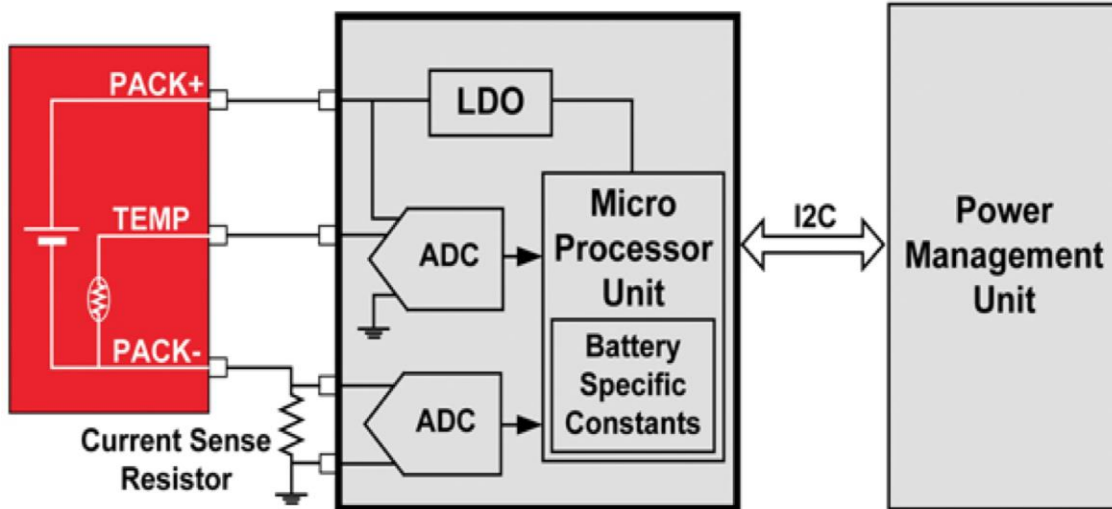 PACK+
TEMP
PACK-
Current Sense
Resistor
LDO
ADC
ADC
Micro
Processor
Unit
Battery
Specific
Constants
I2C
Power
Management
Unit